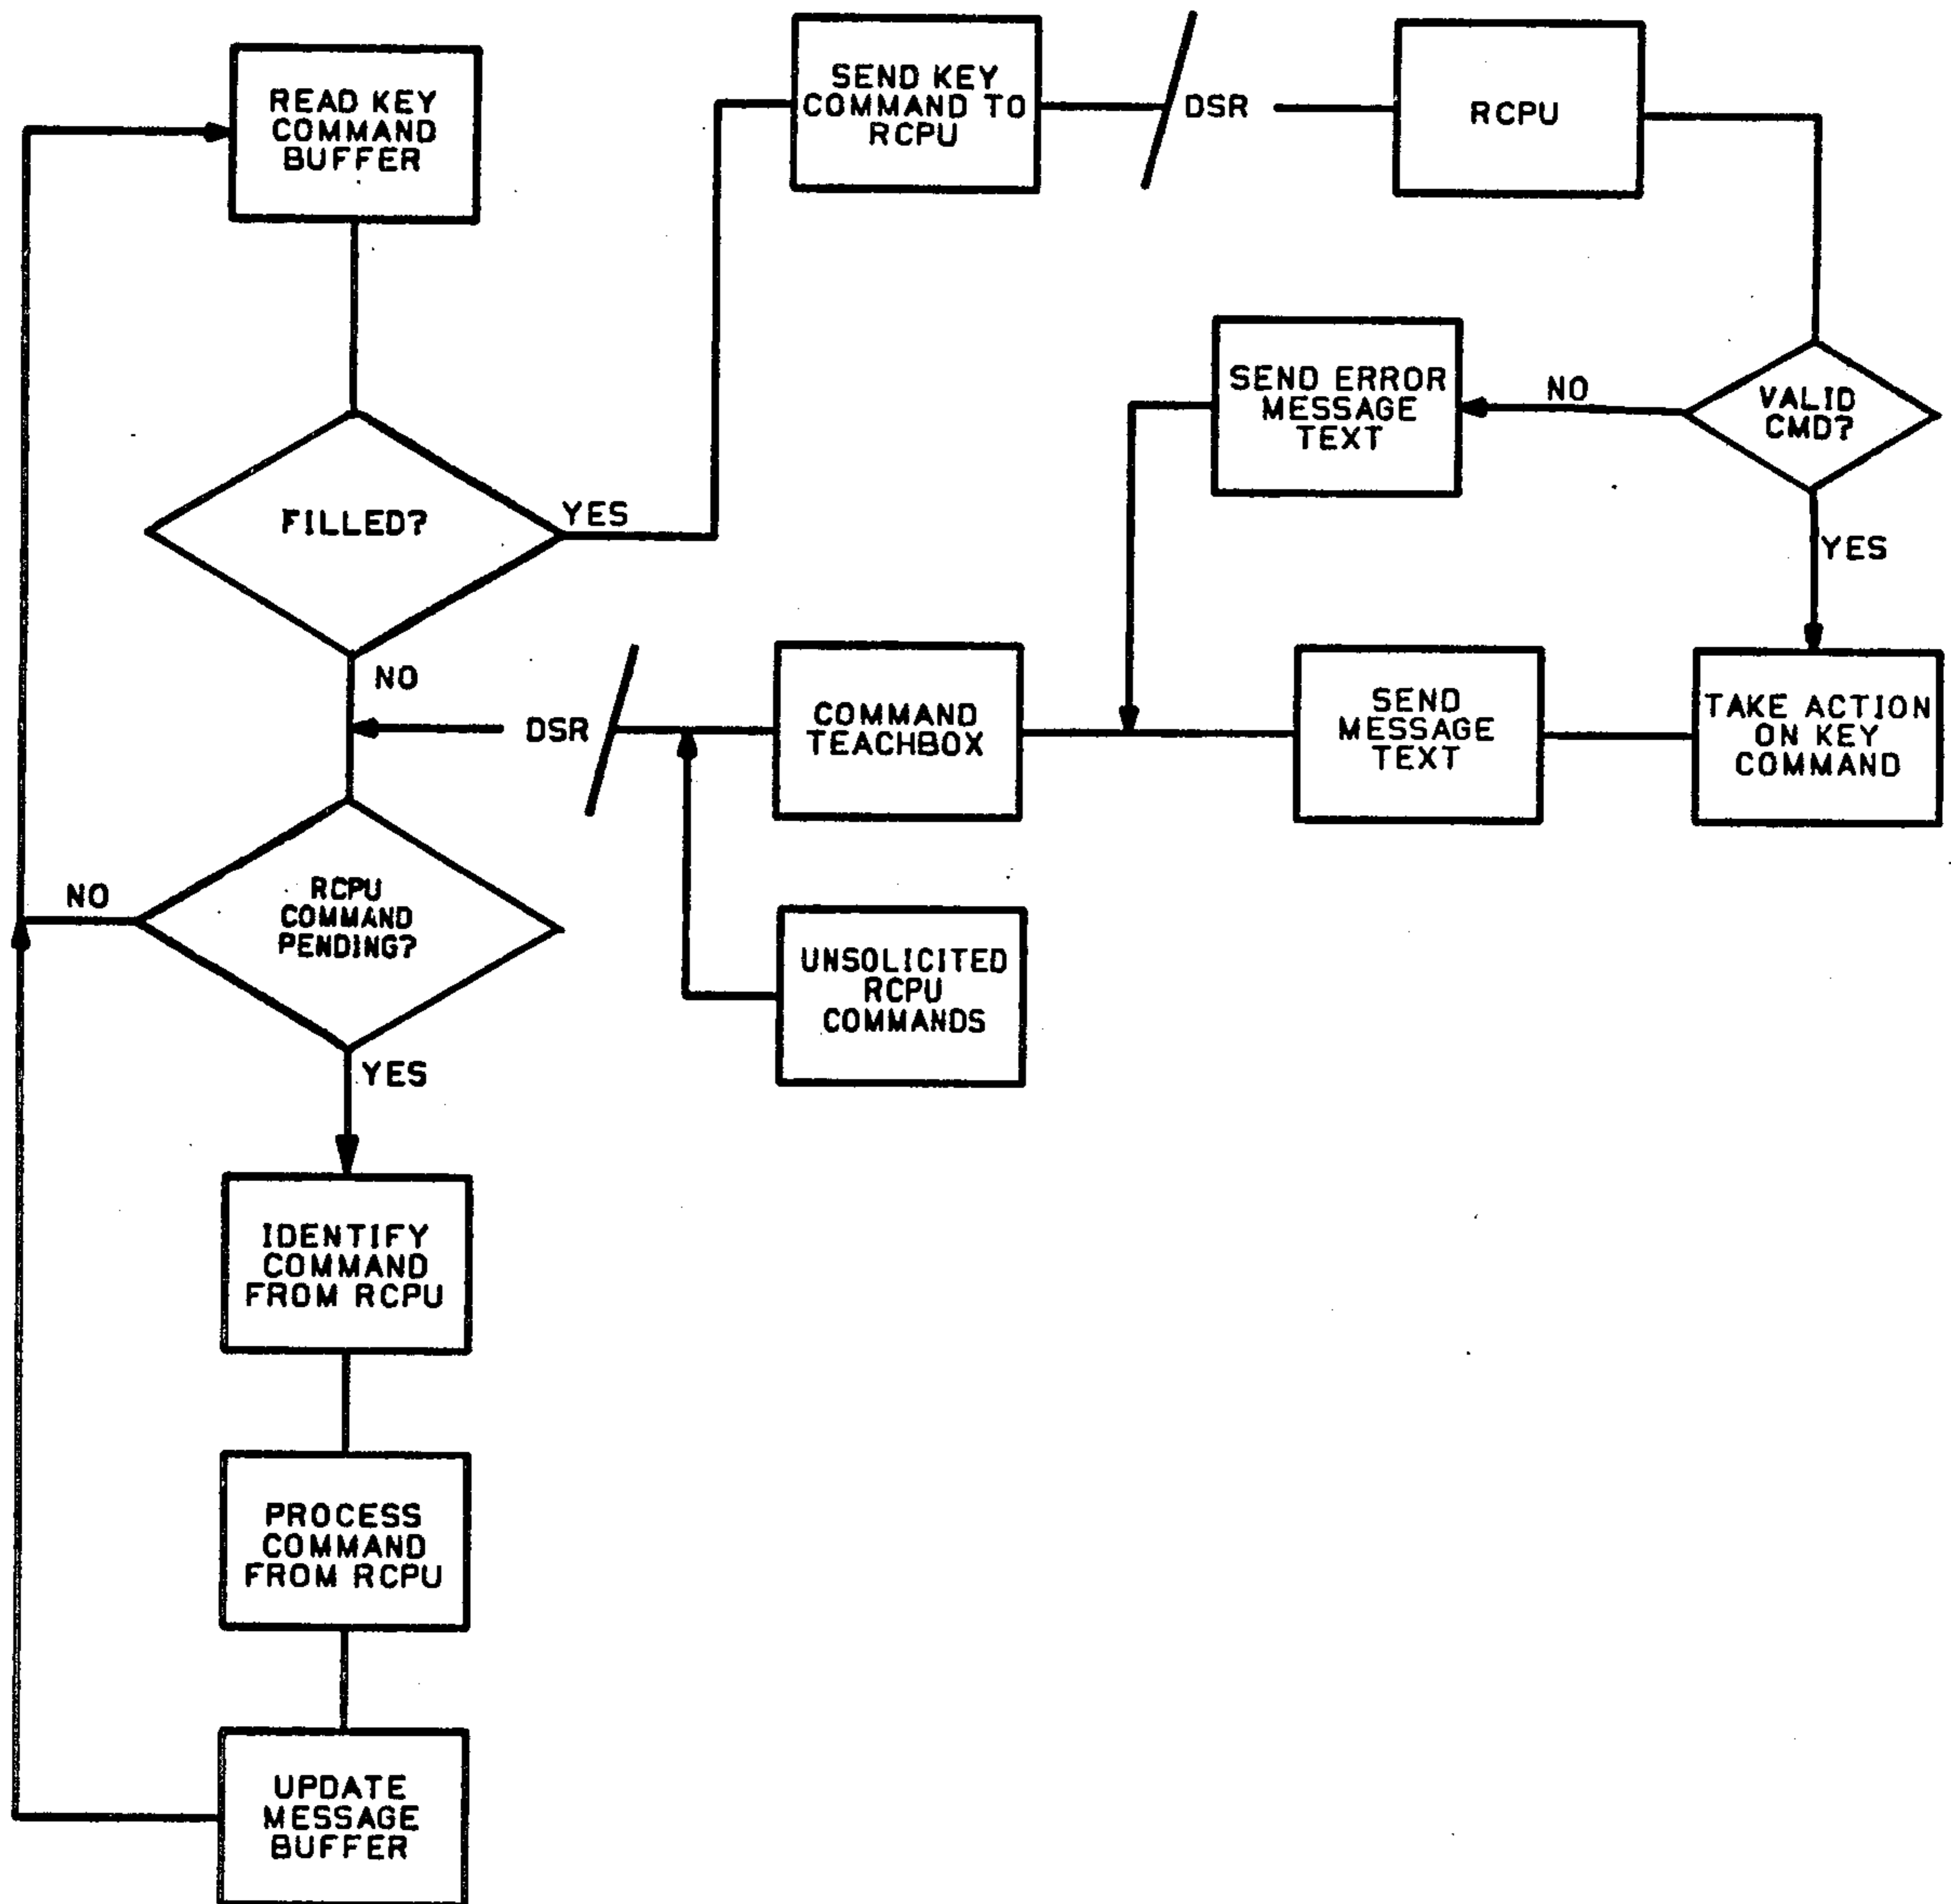 READ KEY
COMMAND
BUFFER
SEND KEY
COMMAND TO
RCPU
DSR
RCPU
FILLED?
YES
NO
SEND ERROR
MESSAGE
TEXT
NO
VALID
CMD?
YES
DSR
COMMAND
TEACHBOX
SEND
MESSAGE
TEXT
TAKE ACTION
ON KEY
COMMAND
NO
RCPU
COMMAND
PENDING?
YES
UNSOLICITED
RCPU
COMMANDS
IDENTIFY
COMMAND
FROM RCPU
PROCESS
COMMAND
FROM RCPU
UPDATE
MESSAGE
BUFFER